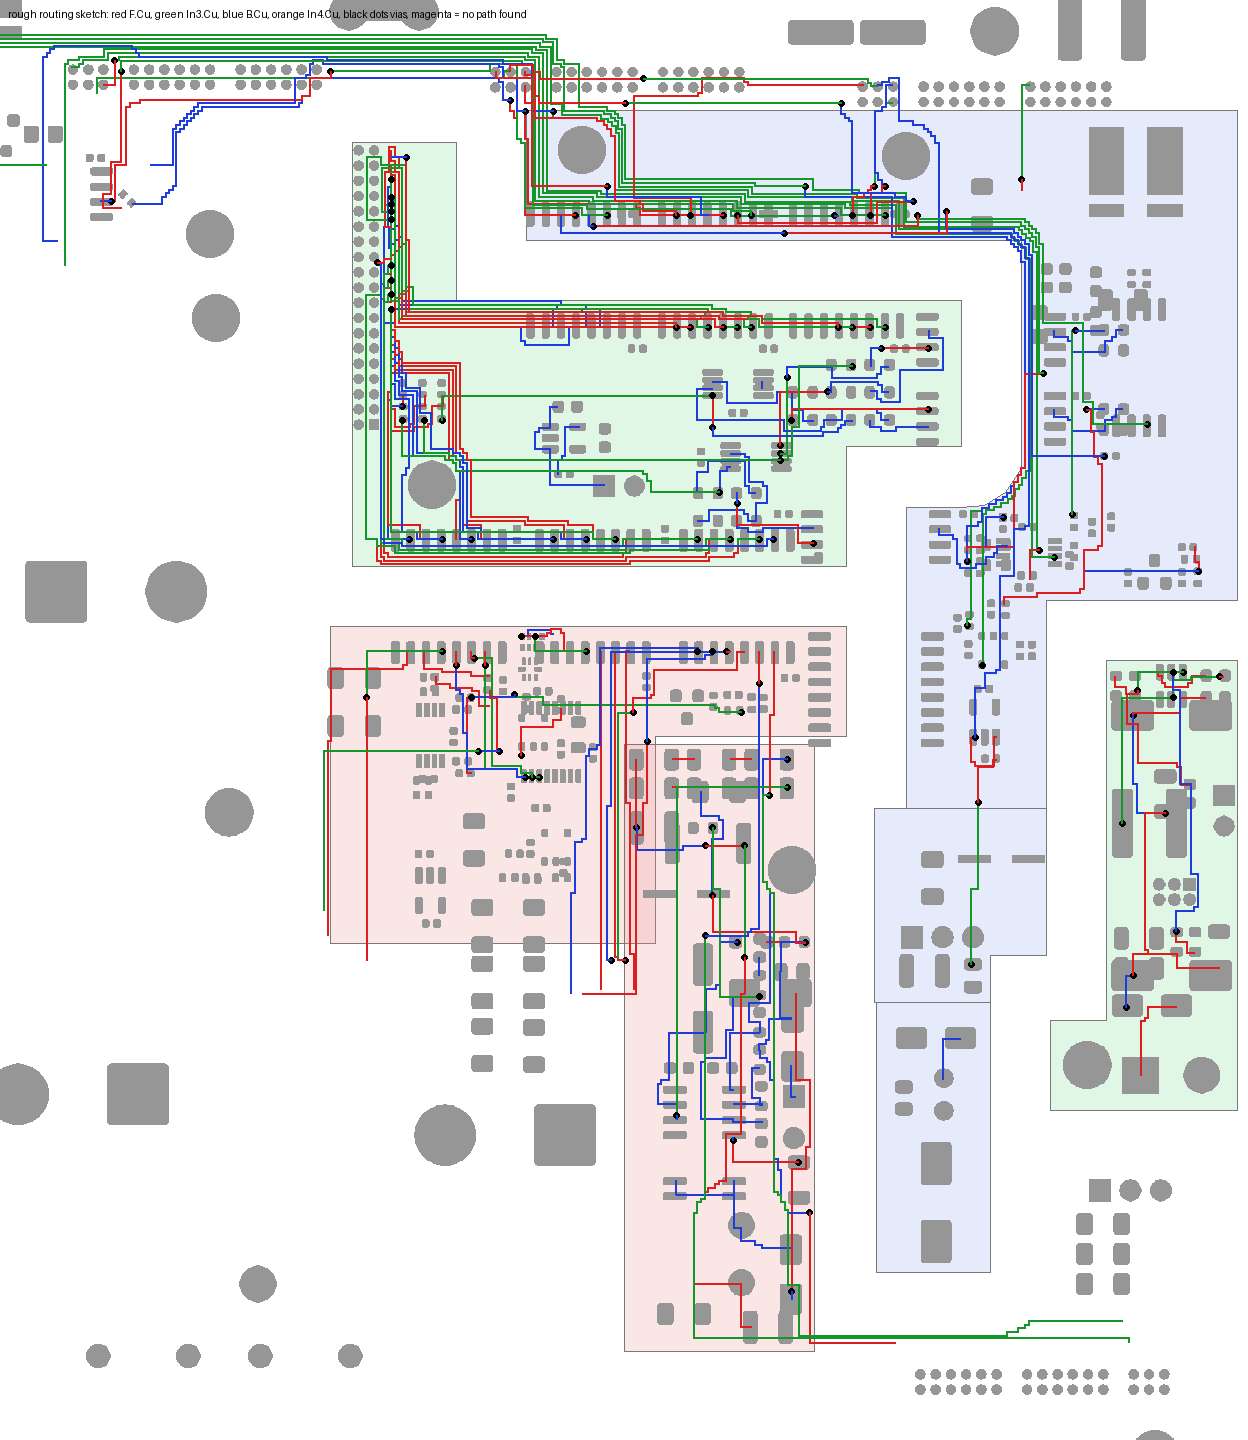 rough routing sketch: red F.Cu, green In3.Cu, blue B.Cu, orange In4.Cu, black dots vias, magenta = no path found